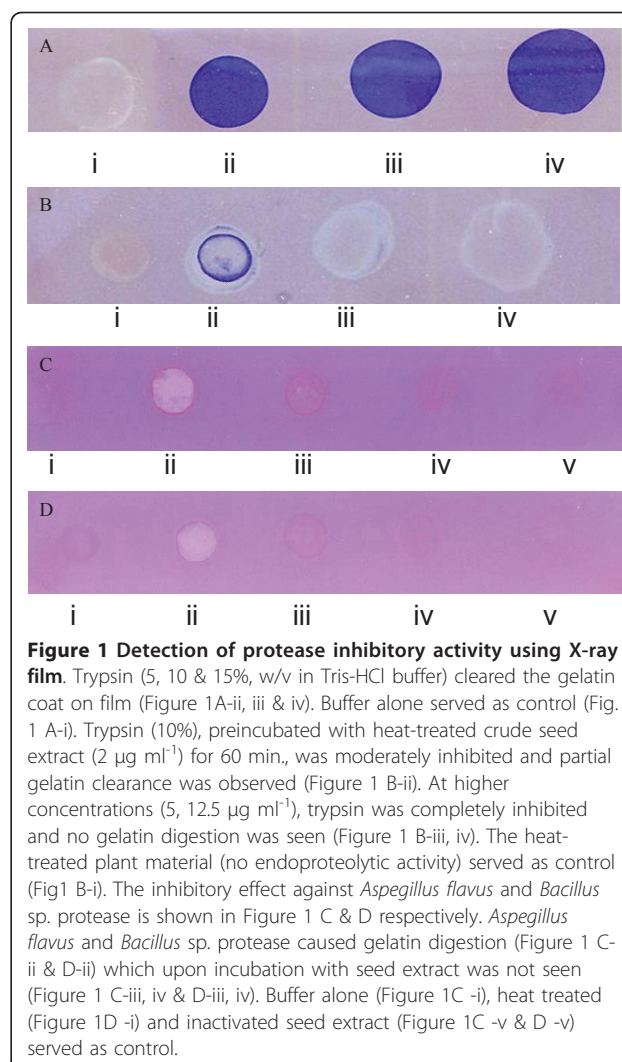 A
i ii iii iv
B
i ii iii iv
C
i ii iii iv v
D
i ii iii iv v
Figure 1 Detection of protease inhibitory activity using X-ray
film. Trypsin (5, 10 & 15%, w/v in Tris-HCl buffer) cleared the gelatin
coat on film (Figure 1A-ii, iii & iv). Buffer alone served as control (Fig.
1 A-i). Trypsin (10%), preincubated with heat-treated crude seed
extract (2 μg ml⁻¹) for 60 min., was moderately inhibited and partial
gelatin clearance was observed (Figure 1 B-ii). At higher
concentrations (5, 12.5 μg ml⁻¹), trypsin was completely inhibited
and no gelatin digestion was seen (Figure 1 B-iii, iv). The heat-
treated plant material (no endoproteolytic activity) served as control
(Fig1 B-i). The inhibitory effect against Aspegillus flavus and Bacillus
sp. protease is shown in Figure 1 C & D respectively. Aspegillus
flavus and Bacillus sp. protease caused gelatin digestion (Figure 1 C-
ii & D-ii) which upon incubation with seed extract was not seen
(Figure 1 C-iii, iv & D-iii, iv). Buffer alone (Figure 1C -i), heat treated
(Figure 1D -i) and inactivated seed extract (Figure 1C -v & D -v)
served as control.